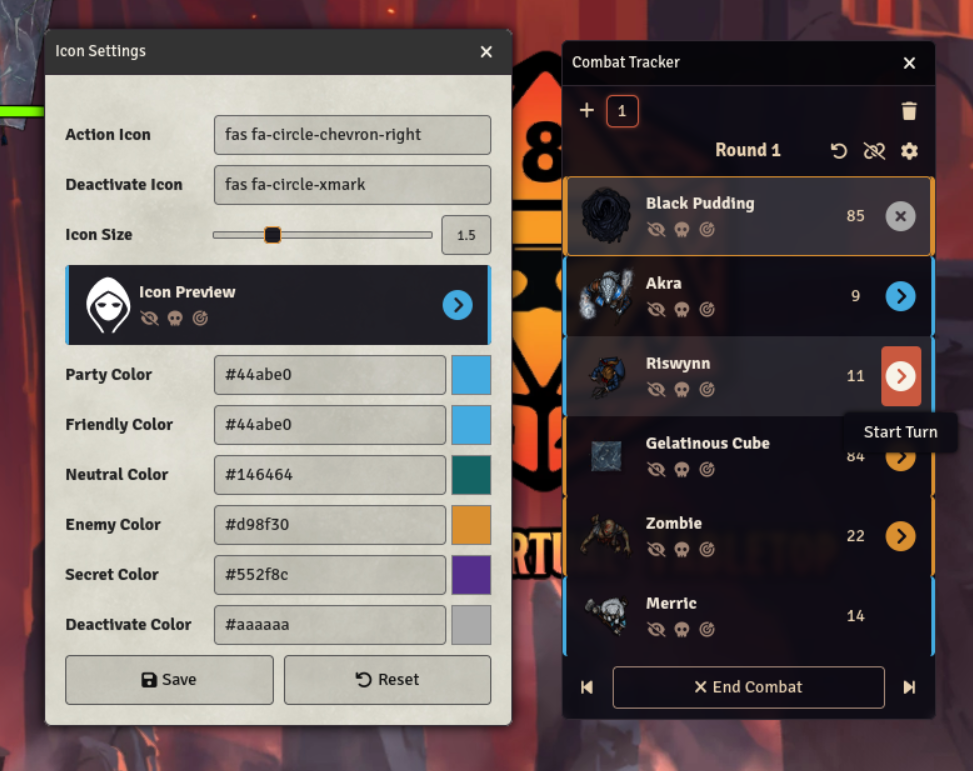 Icon Settings
Action Icon
fas fa-circle-chevron-right
Deactivate Icon
fas fa-circle-xmark
Icon Size
1.5
Icon Preview
Party Color
#44abe0
Friendly Color
#44abe0
Neutral Color
#146464
Enemy Color
#d98f30
Secret Color
#552f8c
Deactivate Color
#aaaaaa
Save
Reset
Combat Tracker
1
Round 1
Black Pudding
85
Akra
9
Riswynn
11
Start Turn
Gelatinous Cube
84
Zombie
22
Merric
14
End Combat
8